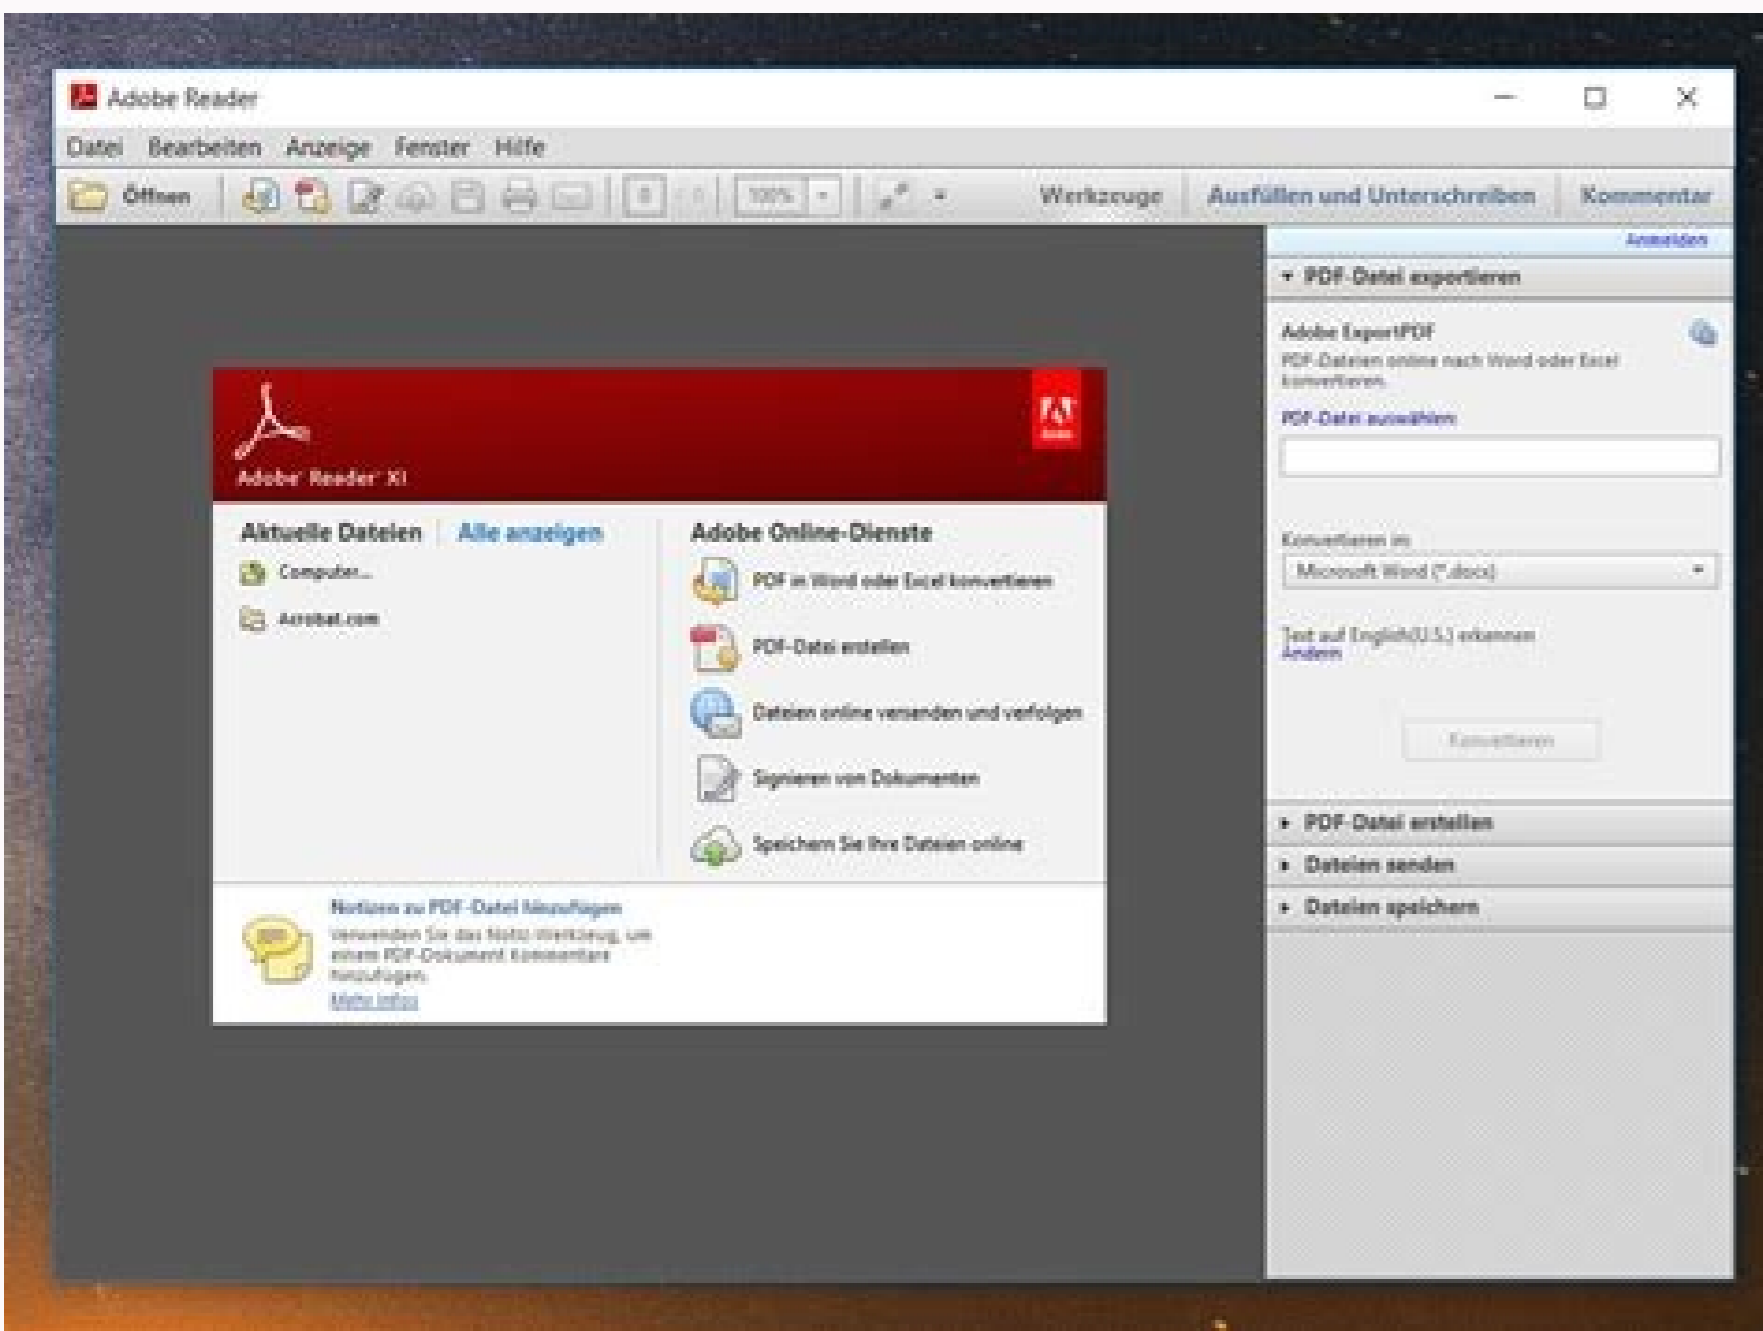 Adobe Reader
Datei Bearbeiten Anzeige Fenster Hilfe
Öffnen 0 / 0 100% Werkzeuge Ausfüllen und Unterschreiben Kommentar
Anmelden
PDF-Datei exportieren
Adobe ExportPDF
PDF-Dateien online nach Word oder Excel
konvertieren.
PDF-Datei auswählen:
Konvertieren in:
Microsoft Word (*.docx)
Text auf English(U.S.) erkennen
Ändern
Konvertieren
PDF-Datei erstellen
Dateien senden
Dateien speichern
Adobe Reader XI
Adobe
Aktuelle Dateien Alle anzeigen
Computer...
Acrobat.com
Adobe Online-Dienste
PDF in Word oder Excel konvertieren
PDF-Datei erstellen
Dateien online versenden und verfolgen
Signieren von Dokumenten
Speichern Sie Ihre Dateien online
Notizen zu PDF-Datei hinzufügen
Verwenden Sie das Notiz-Werkzeug, um
einem PDF-Dokument Kommentare
hinzufügen.
Mehr Infos